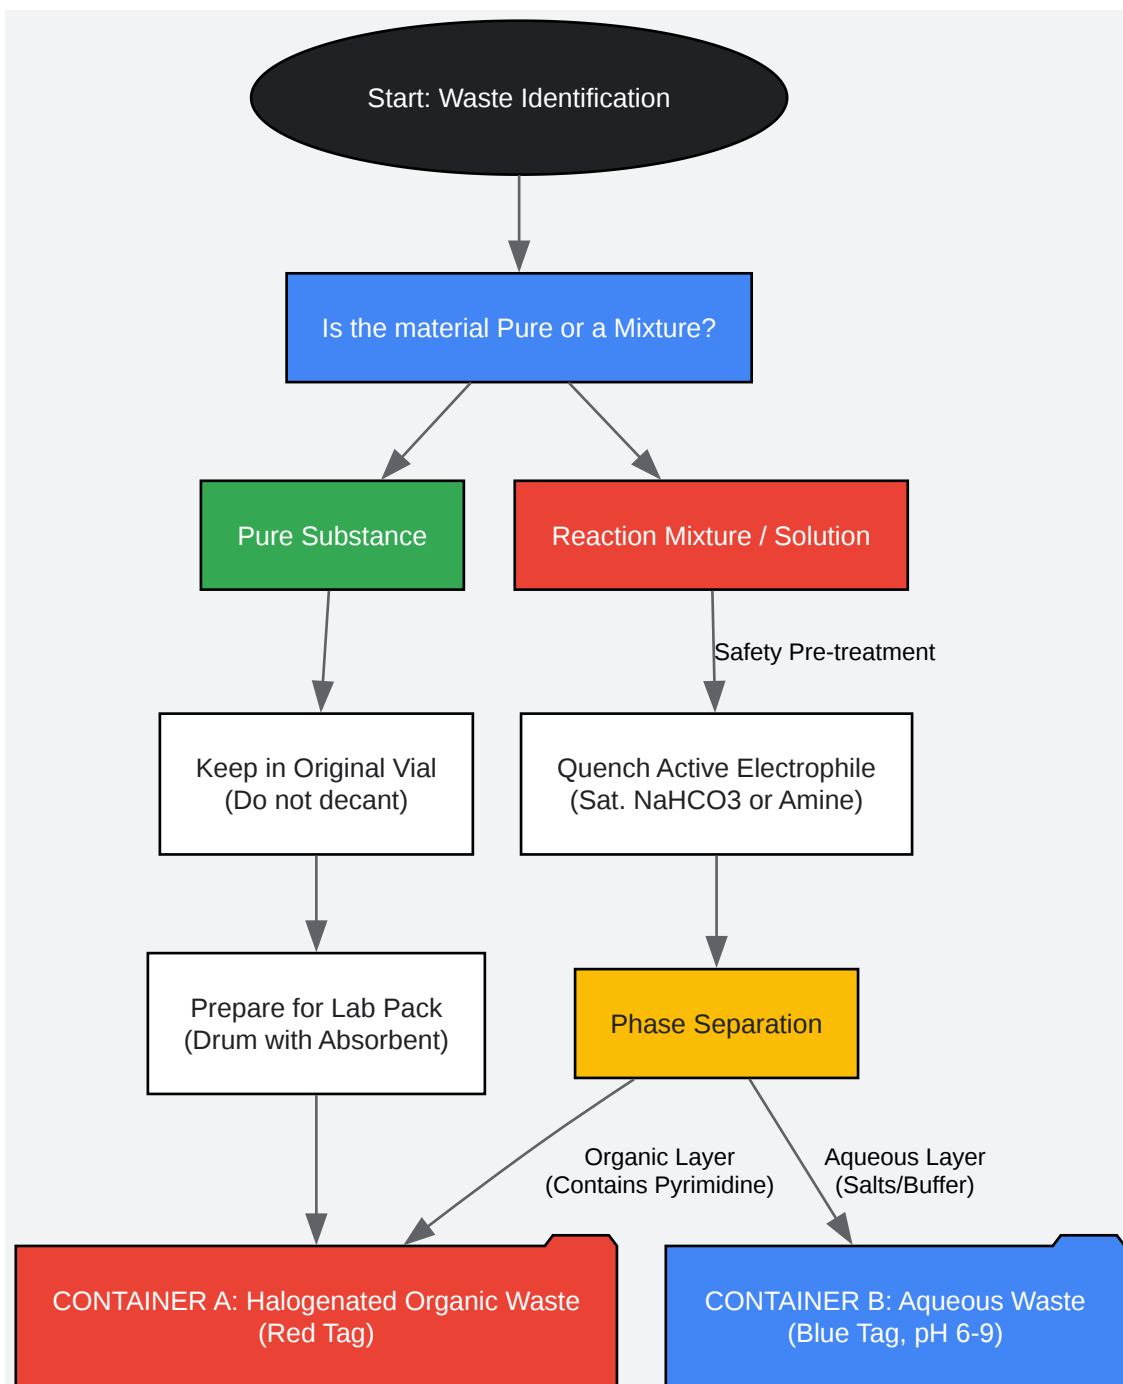 Start: Waste Identification
Is the material Pure or a Mixture?
Pure Substance
Reaction Mixture / Solution
Safety Pre-treatment
Keep in Original Vial
(Do not decant)
Quench Active Electrophile
(Sat. NaHCO3 or Amine)
Prepare for Lab Pack
(Drum with Absorbent)
Phase Separation
Organic Layer
(Contains Pyrimidine)
Aqueous Layer
(Salts/Buffer)
CONTAINER A: Halogenated Organic Waste
(Red Tag)
CONTAINER B: Aqueous Waste
(Blue Tag, pH 6-9)